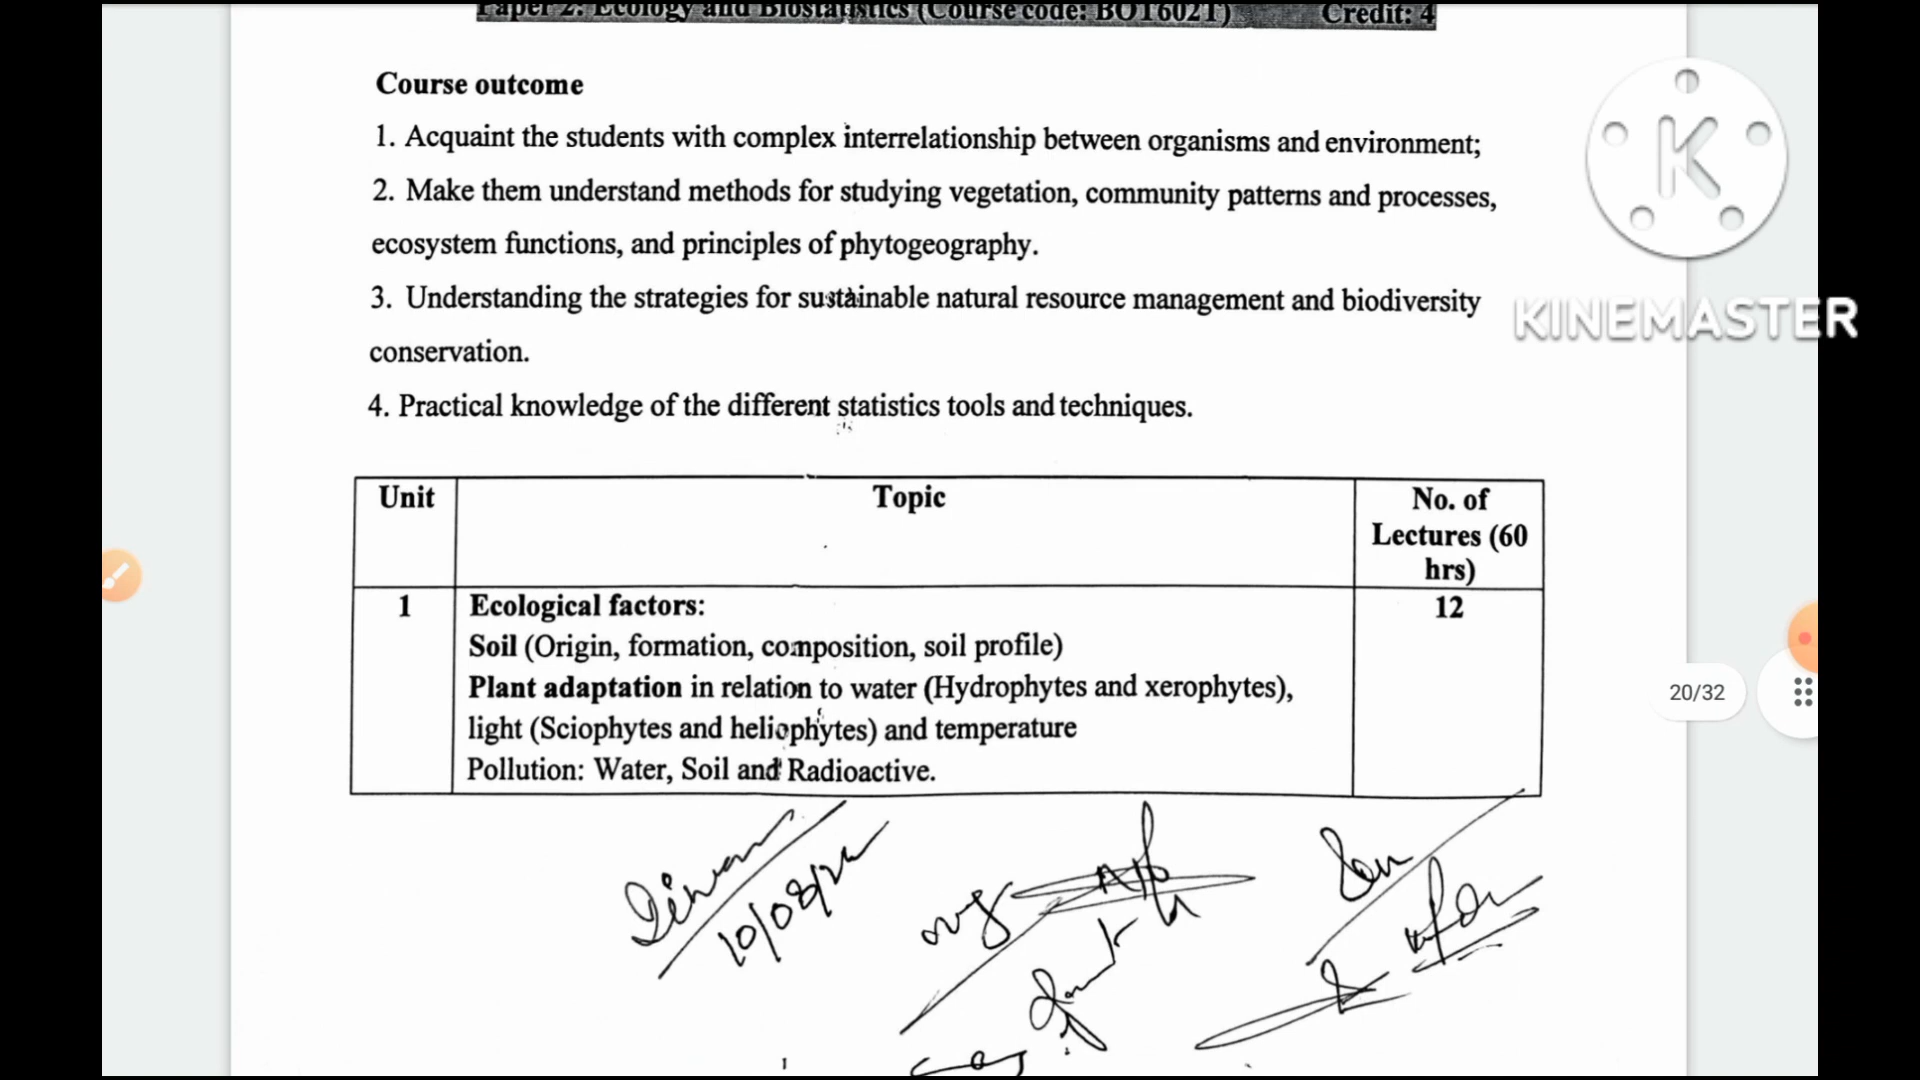 Paper 2: Ecology and Biostatistics (Course code: BOT602T) Credit: 4
Course outcome
1. Acquaint the students with complex interrelationship between organisms and environment;
2. Make them understand methods for studying vegetation, community patterns and processes,
ecosystem functions, and principles of phytogeography.
3. Understanding the strategies for sustainable natural resource management and biodiversity
conservation.
4. Practical knowledge of the different statistics tools and techniques.
Unit Topic No. of
Lectures (60
hrs)
1 Ecological factors: 12
Soil (Origin, formation, composition, soil profile)
Plant adaptation in relation to water (Hydrophytes and xerophytes),
light (Sciophytes and heliophytes) and temperature
Pollution: Water, Soil and Radioactive.
K
KINEMASTER
20/32